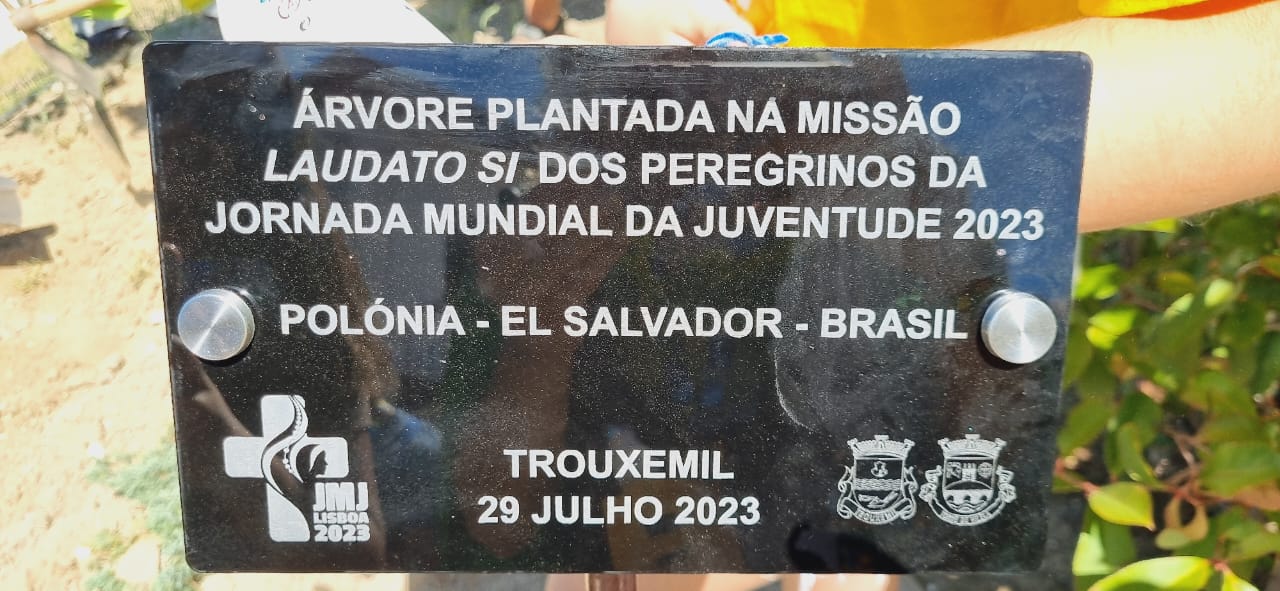 ÁRVORE PLANTADA NA MISSÃO
LAUDATO SI DOS PEREGRINOS DA
JORNADA MUNDIAL DA JUVENTUDE 2023
POLÓNIA - EL SALVADOR - BRASIL
TROUXEMIL
29 JULHO 2023
JMJ
LISBOA
2023
TROUXEMIL